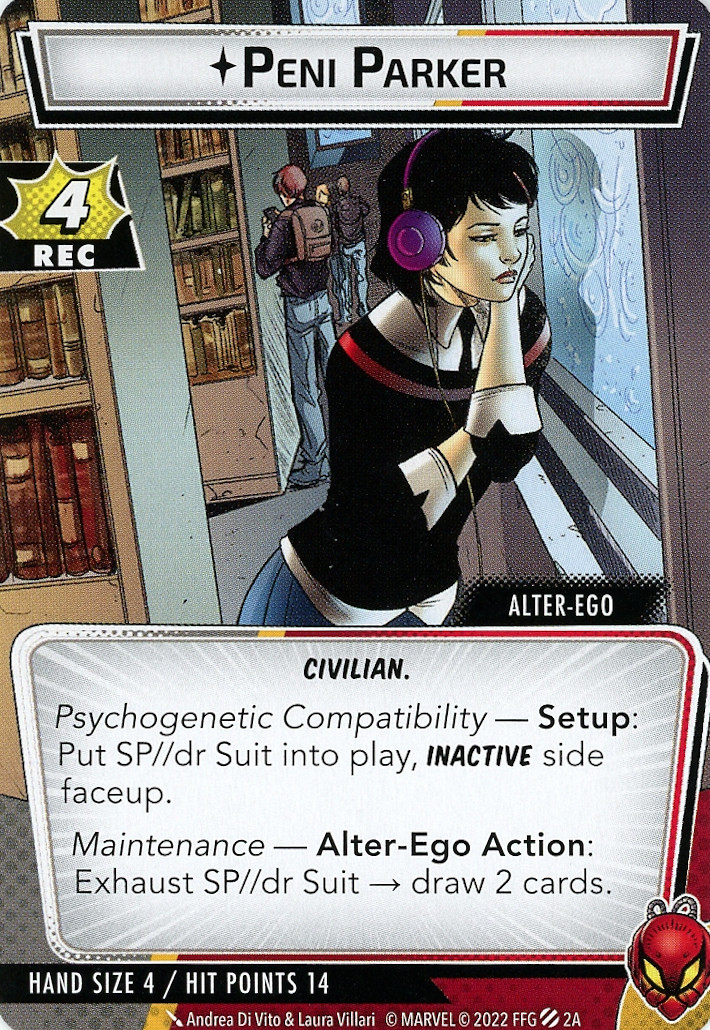 PENI PARKER
4
REC
ALTER-EGO
CIVILIAN.
Psychogenetic Compatibility — Setup:
Put SP//dr Suit into play, INACTIVE side
faceup.
Maintenance — Alter-Ego Action:
Exhaust SP//dr Suit → draw 2 cards.
HAND SIZE 4 / HIT POINTS 14
Andrea Di Vito & Laura Villari © MARVEL © 2022 FFG 2A